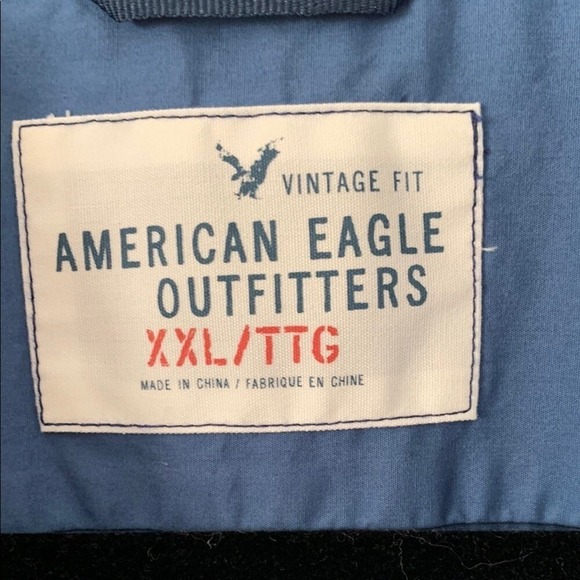 VINTAGE FIT
AMERICAN EAGLE
OUTFITTERS
XXL/TTG
MADE IN CHINA / FABRIQUE EN CHINE